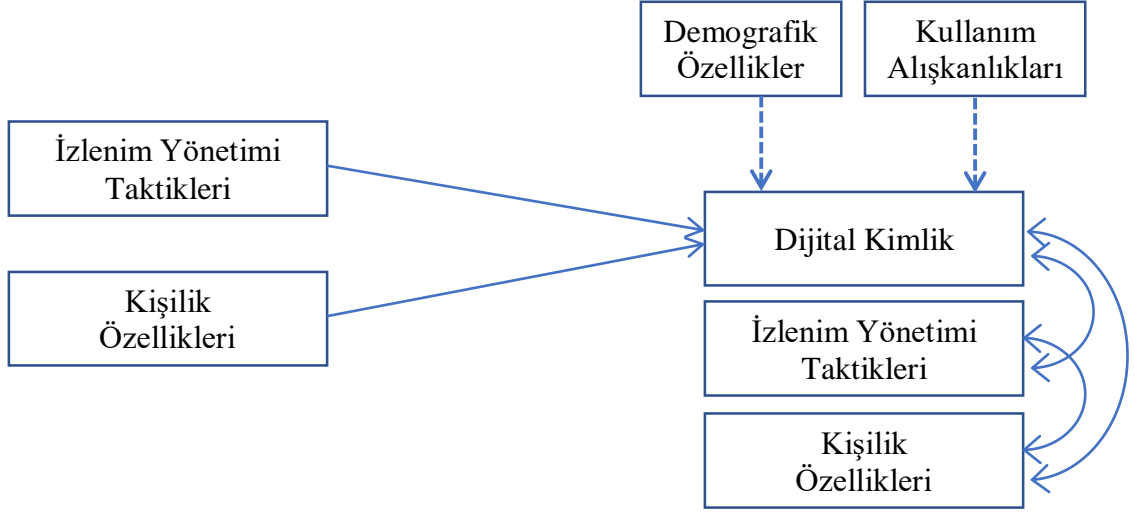 Demografik
Özellikler
Kullanım
Alışkanlıkları
İzlenim Yönetimi
Taktikleri
Dijital Kimlik
Kişilik
Özellikleri
İzlenim Yönetimi
Taktikleri
Kişilik
Özellikleri